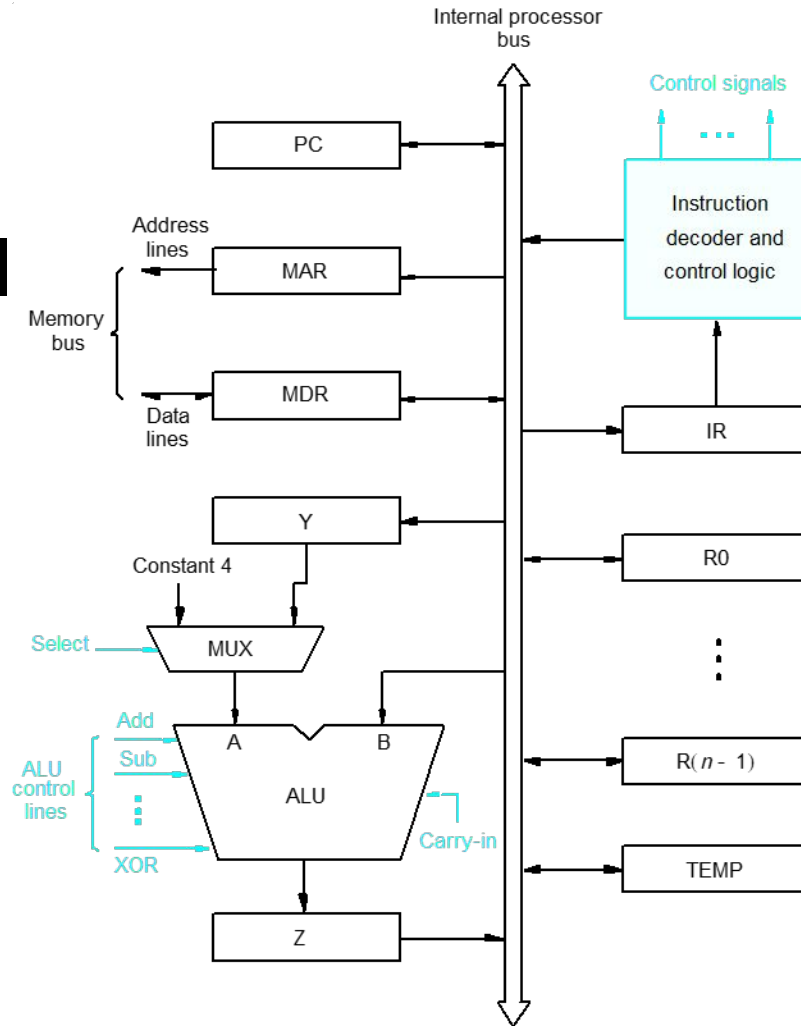 Internal processor
bus
Control signals
PC
Instruction
decoder and
control logic
Address
lines
MAR
Memory
bus
MDR
Data
lines
IR
Y
Constant 4
R0
Select
MUX
Add
A
B
R(n - 1)
Sub
ALU
control
lines
ALU
Carry-in
XOR
TEMP
Z